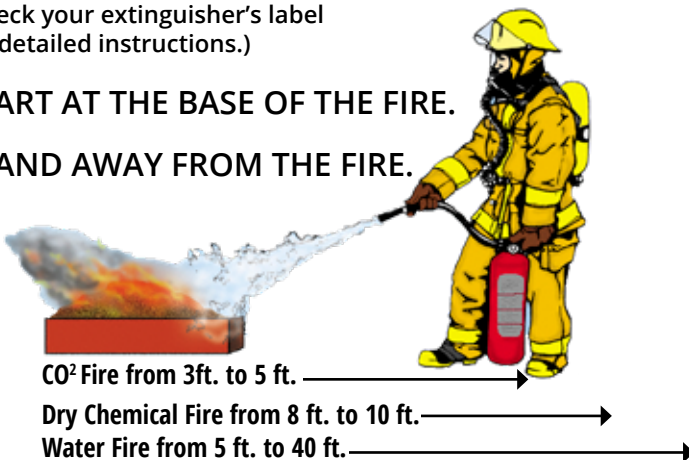 eck your extinguisher's label
detailed instructions.)
ART AT THE BASE OF THE FIRE.
AND AWAY FROM THE FIRE.
CO² Fire from 3ft. to 5 ft.
Dry Chemical Fire from 8 ft. to 10 ft.
Water Fire from 5 ft. to 40 ft.